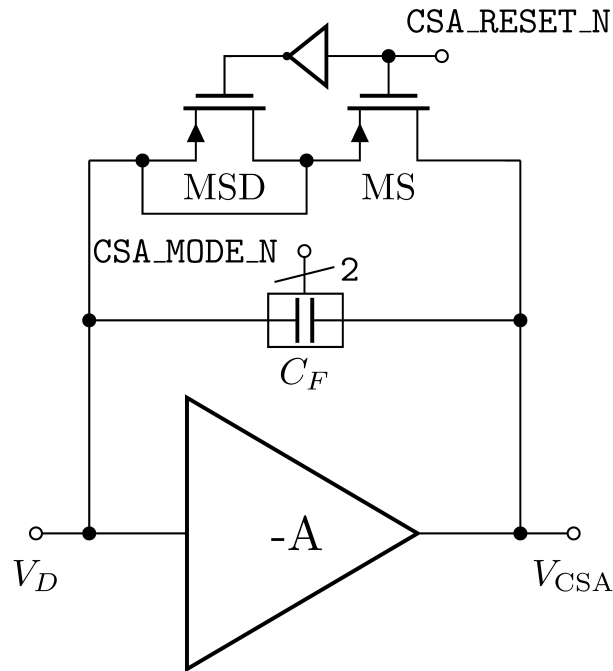 CSA_RESET_N
MSD
MS
CSA_MODE_N
2
C_F
-A
V_D
V_CSA